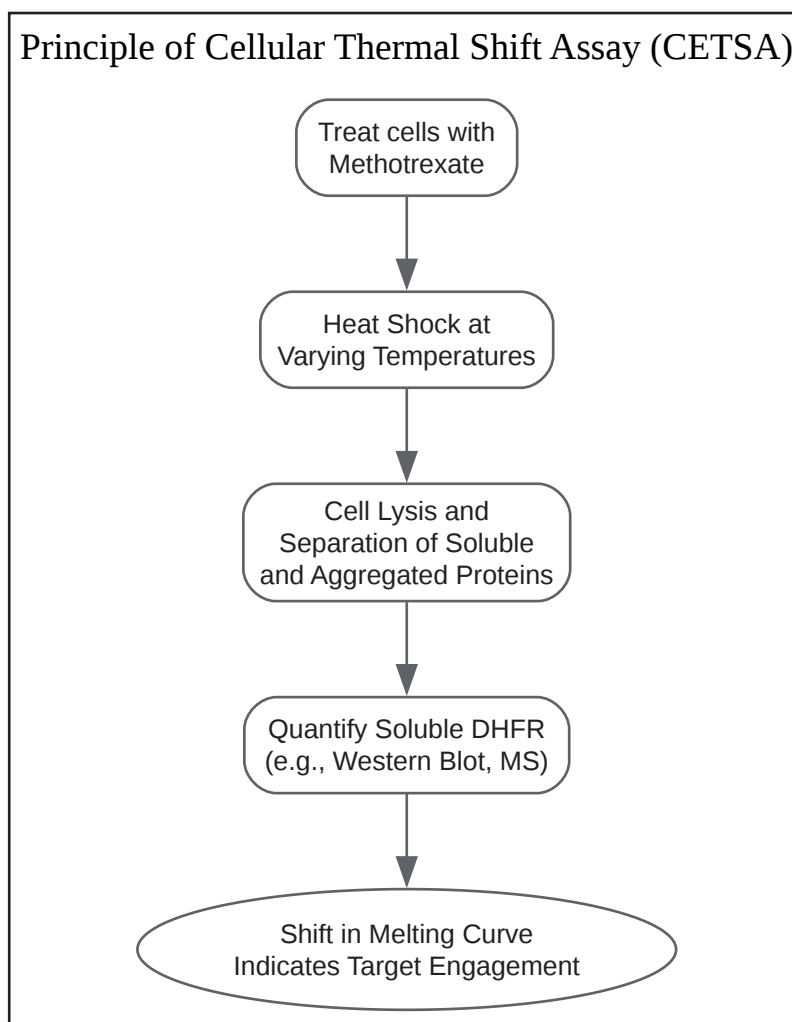 Principle of Cellular Thermal Shift Assay (CETSA)
Treat cells with
Methotrexate
Heat Shock at
Varying Temperatures
Cell Lysis and
Separation of Soluble
and Aggregated Proteins
Quantify Soluble DHFR
(e.g., Western Blot, MS)
Shift in Melting Curve
Indicates Target Engagement